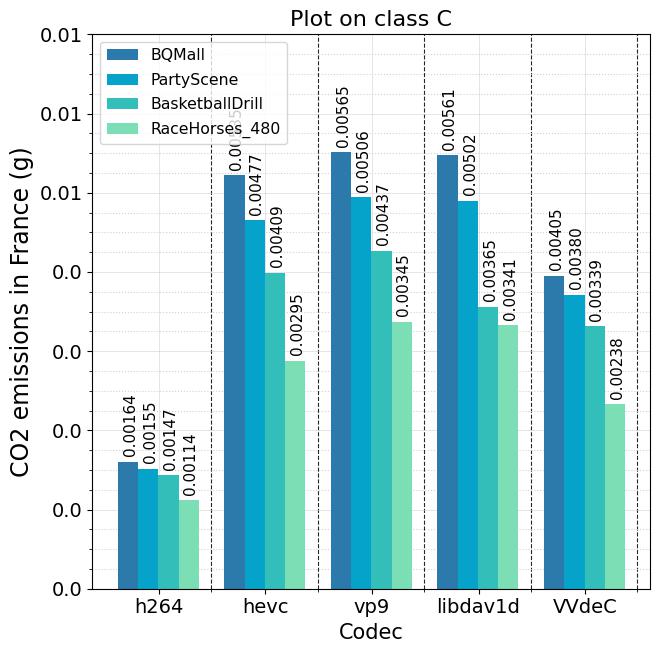 Plot on class C
CO2 emissions in France (g)
0.01
0.01
0.01
0.0
0.0
0.0
0.0
0.0
BQMall
PartyScene
BasketballDrill
RaceHorses_480
0.00164
0.00155
0.00147
0.00114
0.00477
0.00409
0.00295
0.00565
0.00506
0.00437
0.00345
0.00561
0.00502
0.00365
0.00341
0.00405
0.00380
0.00339
0.00238
h264
hevc
vp9
libdav1d
VVdeC
Codec